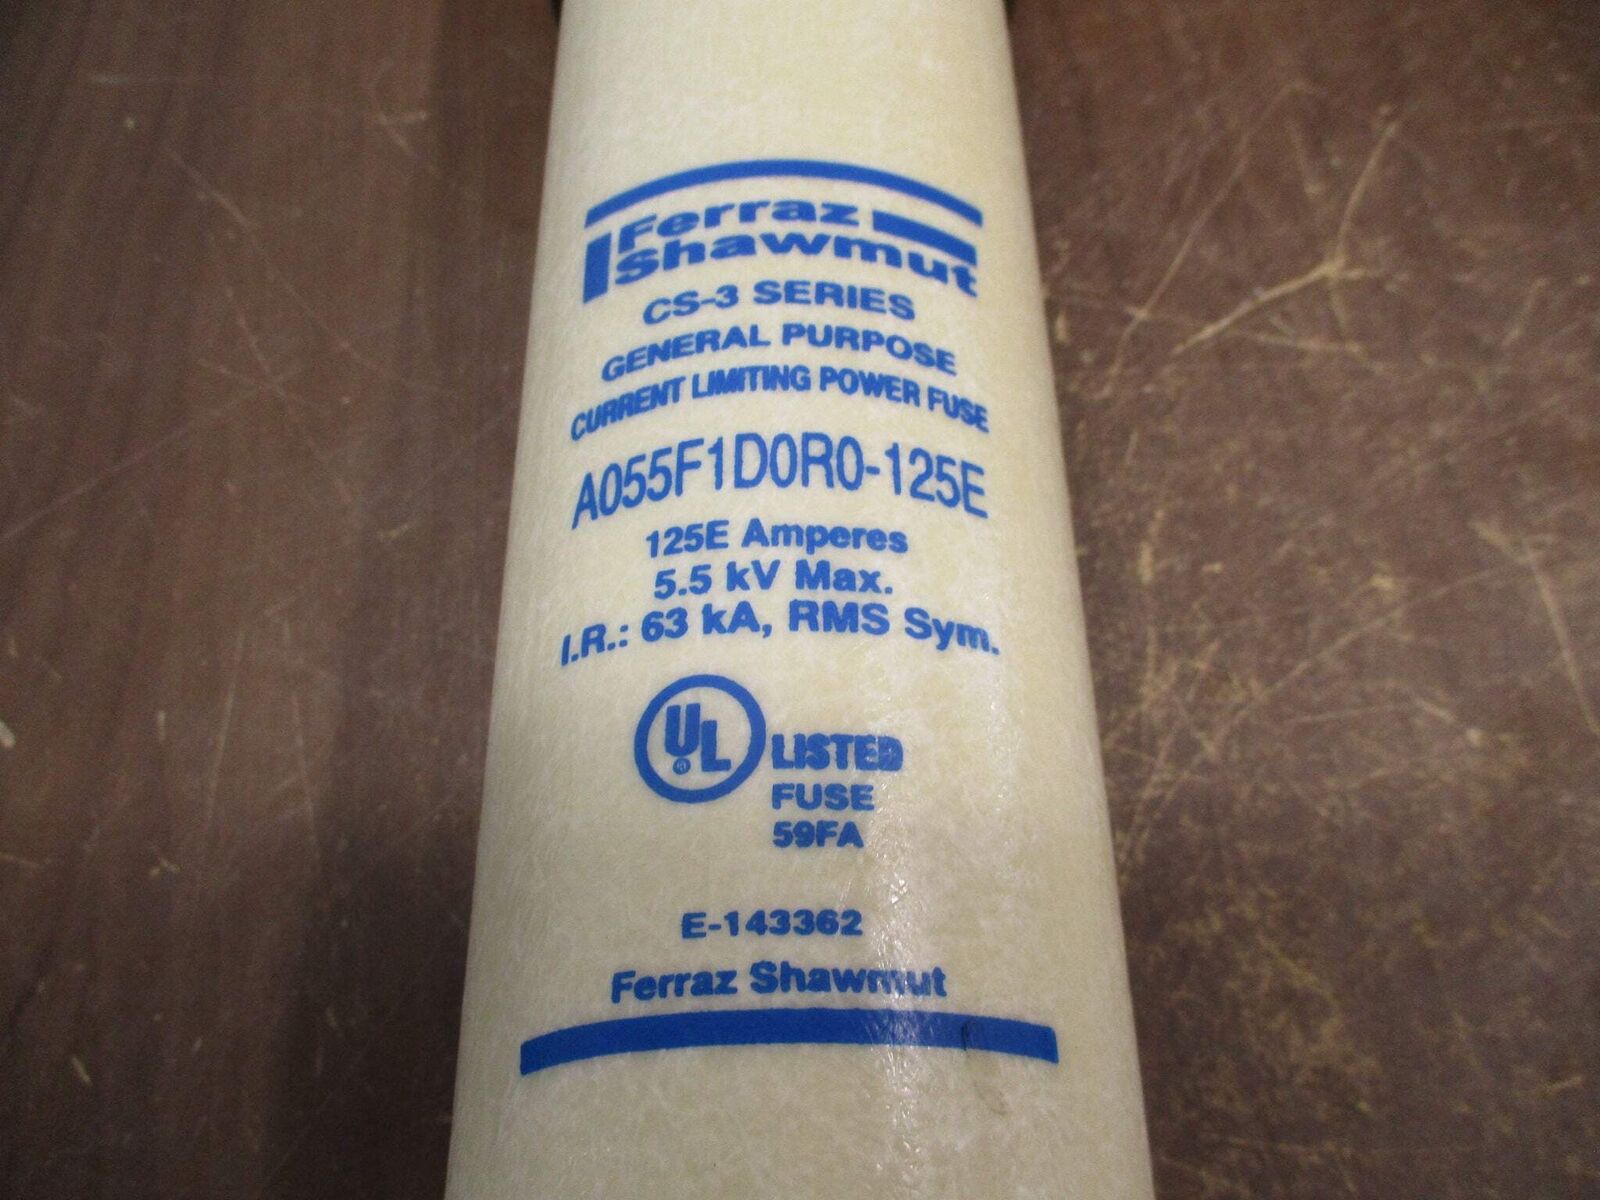 Ferraz
Shawmut
CS-3 SERIES
GENERAL PURPOSE
CURRENT LIMITING POWER FUSE
A055F1D0R0-125E
125E Amperes
5.5 kV Max.
I.R.: 63 kA, RMS Sym.
UL ® LISTED
FUSE
59FA
E-143362
Ferraz Shawmut